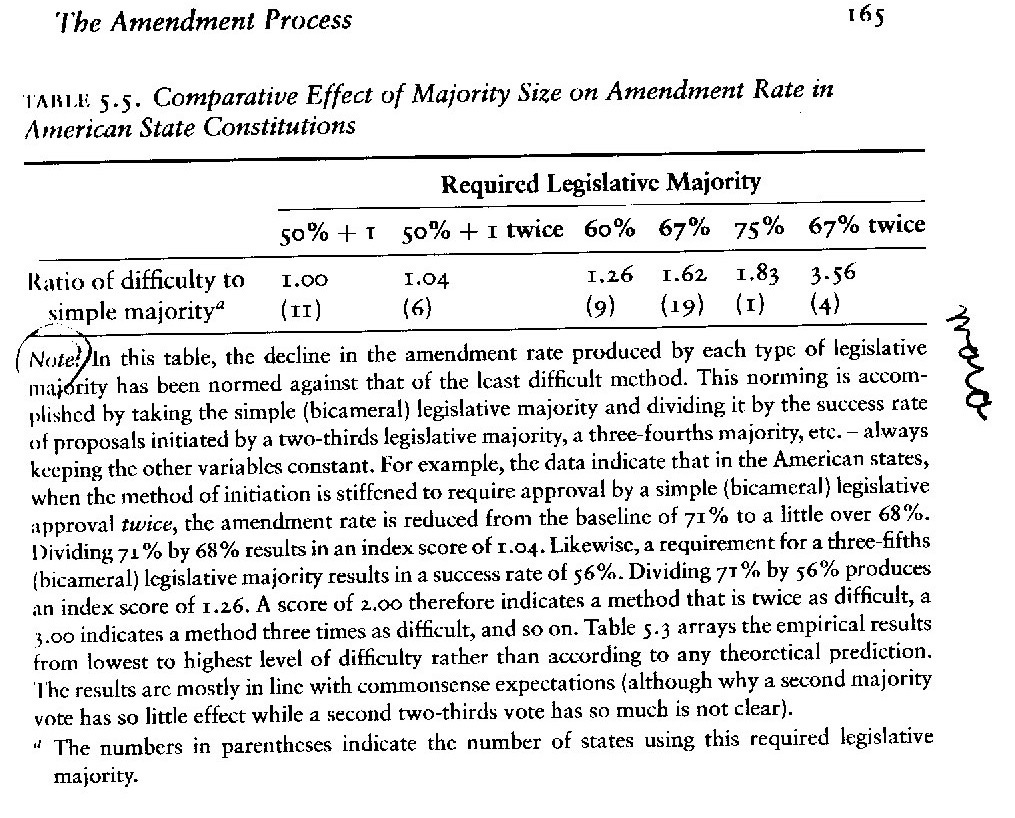 The Amendment Process 165
TABLE 5.5. Comparative Effect of Majority Size on Amendment Rate in
American State Constitutions
Required Legislative Majority
50% + 1 50% + 1 twice 60% 67% 75% 67% twice
Ratio of difficulty to 1.00 1.04 1.26 1.62 1.83 3.56
simple majorityᵃ (11) (6) (9) (19) (1) (4)
Note: In this table, the decline in the amendment rate produced by each type of legislative
majority has been normed against that of the least difficult method. This norming is accom-
plished by taking the simple (bicameral) legislative majority and dividing it by the success rate
of proposals initiated by a two-thirds legislative majority, a three-fourths majority, etc. – always
keeping the other variables constant. For example, the data indicate that in the American states,
when the method of initiation is stiffened to require approval by a simple (bicameral) legislative
approval twice, the amendment rate is reduced from the baseline of 71% to a little over 68%.
Dividing 71% by 68% results in an index score of 1.04. Likewise, a requirement for a three-fifths
(bicameral) legislative majority results in a success rate of 56%. Dividing 71% by 56% produces
an index score of 1.26. A score of 2.00 therefore indicates a method that is twice as difficult, a
3.00 indicates a method three times as difficult, and so on. Table 5.3 arrays the empirical results
from lowest to highest level of difficulty rather than according to any theoretical prediction.
The results are mostly in line with commonsense expectations (although why a second majority
vote has so little effect while a second two-thirds vote has so much is not clear).
ᵃ The numbers in parentheses indicate the number of states using this required legislative
majority.